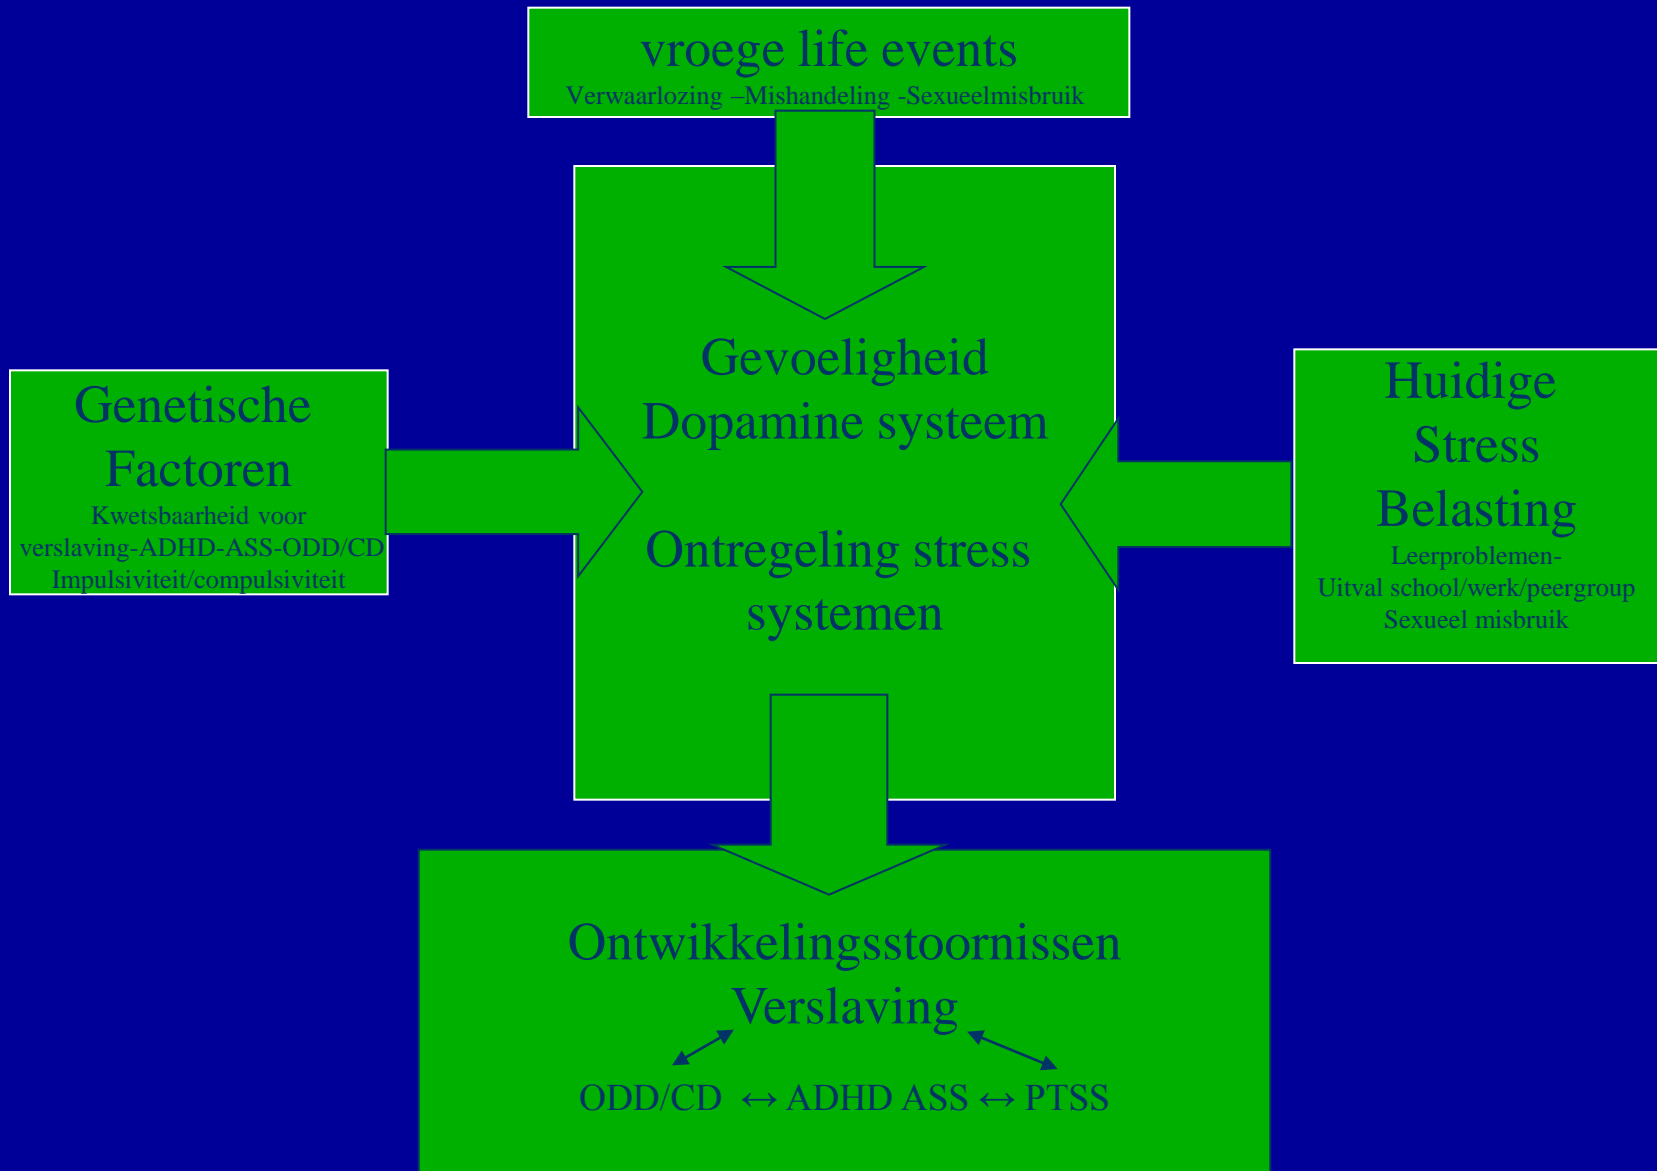 vroege life events
Verwaarlozing –Mishandeling -Sexueelmisbruik
Gevoeligheid
Dopamine systeem
Ontregeling stress
systemen
Genetische
Factoren
Kwetsbaarheid voor
verslaving-ADHD-ASS-ODD/CD
Impulsiviteit/compulsiviteit
Huidige
Stress
Belasting
Leerproblemen-
Uitval school/werk/peergroup
Sexueel misbruik
Ontwikkelingsstoornissen
Verslaving
ODD/CD ↔ ADHD ASS ↔ PTSS